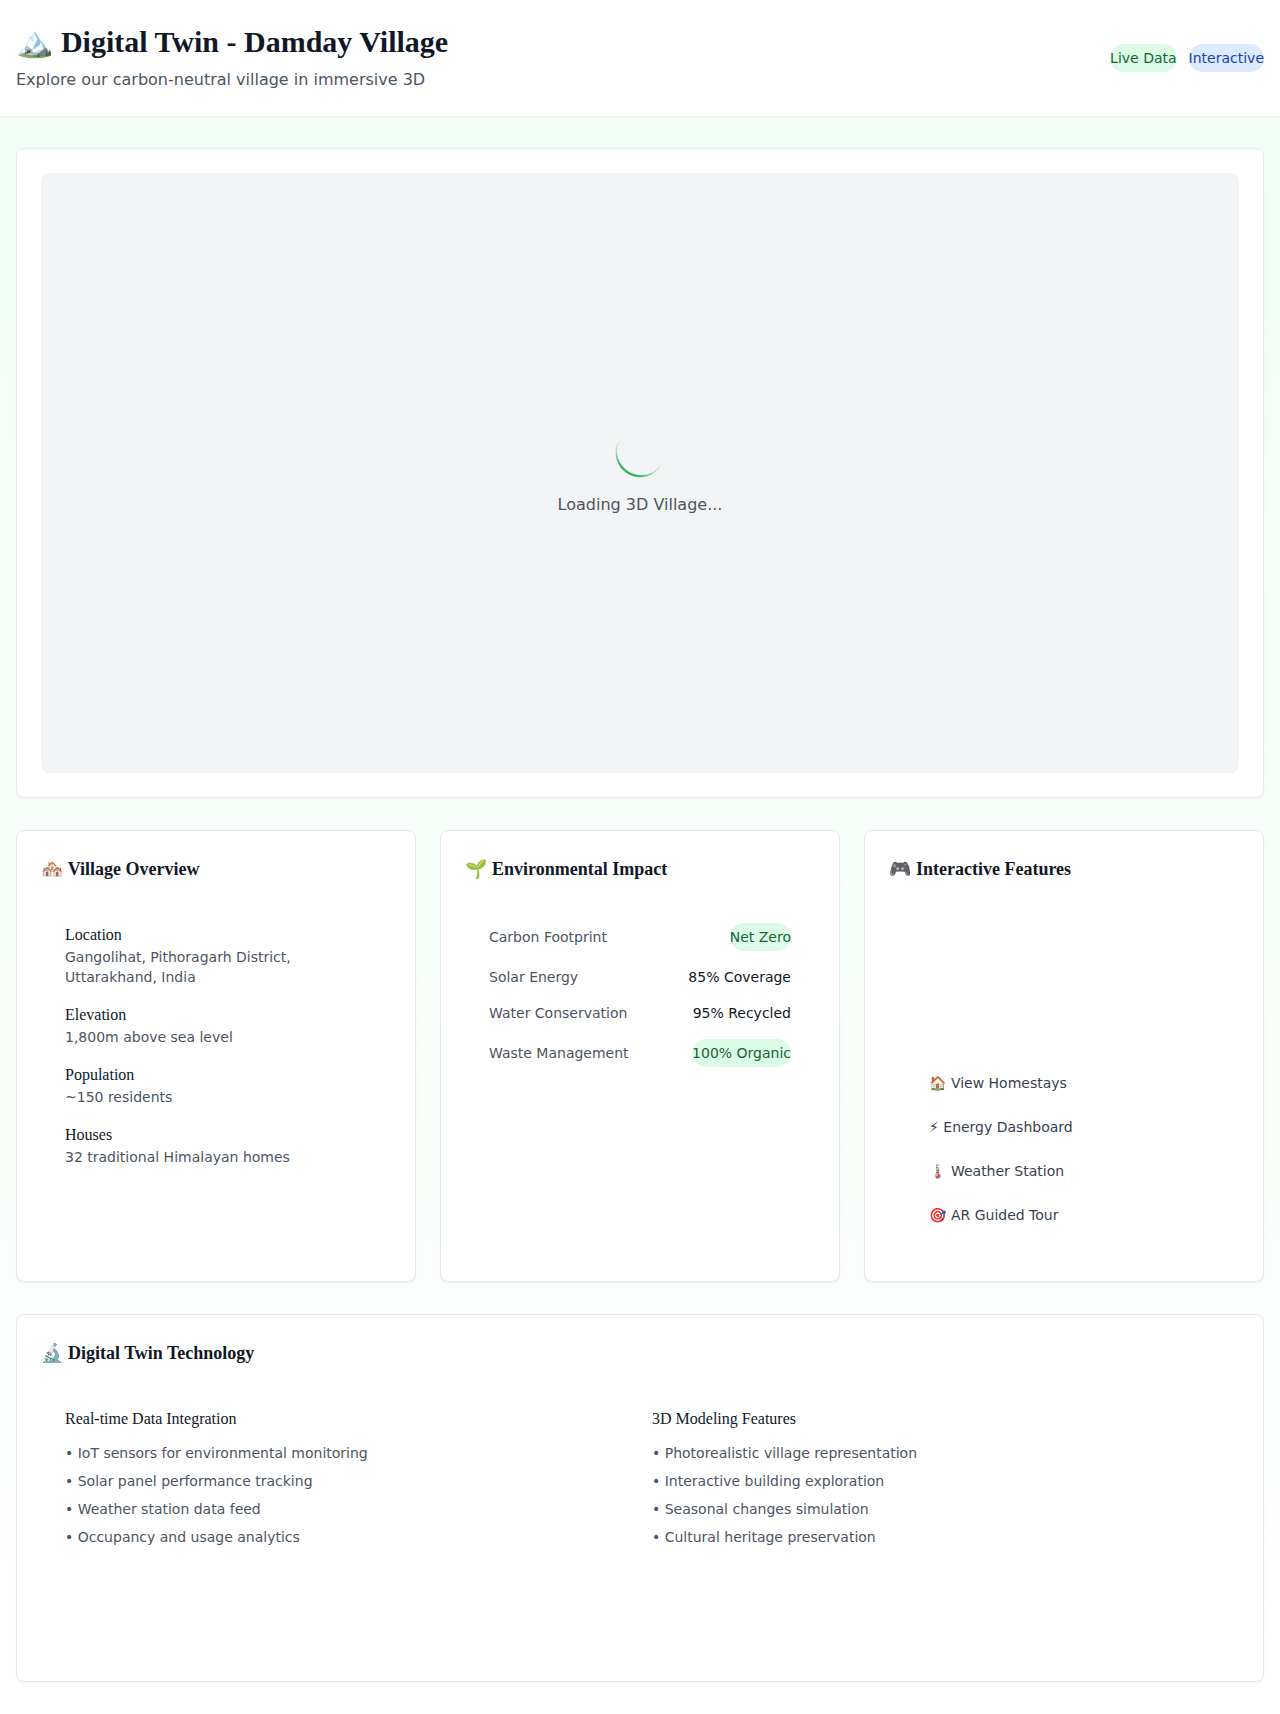 🏔️ Digital Twin - Damday Village
Explore our carbon-neutral village in immersive 3D
Live Data
Interactive
Loading 3D Village...
🏘️ Village Overview
Location
Gangolihat, Pithoragarh District,
Uttarakhand, India
Elevation
1,800m above sea level
Population
~150 residents
Houses
32 traditional Himalayan homes
🌱 Environmental Impact
Carbon Footprint
Net Zero
Solar Energy
85% Coverage
Water Conservation
95% Recycled
Waste Management
100% Organic
🎮 Interactive Features
🏠 View Homestays
⚡ Energy Dashboard
🌡️ Weather Station
🎯 AR Guided Tour
🔬 Digital Twin Technology
Real-time Data Integration
• IoT sensors for environmental monitoring
• Solar panel performance tracking
• Weather station data feed
• Occupancy and usage analytics
3D Modeling Features
• Photorealistic village representation
• Interactive building exploration
• Seasonal changes simulation
• Cultural heritage preservation